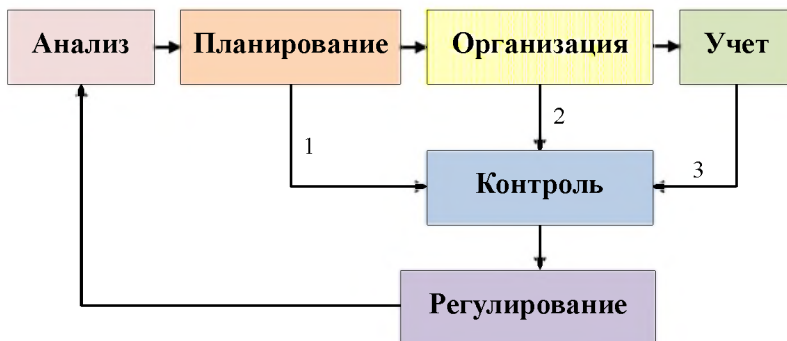 Анализ
Планирование
Организация
Учет
1
2
3
Контроль
Регулирование